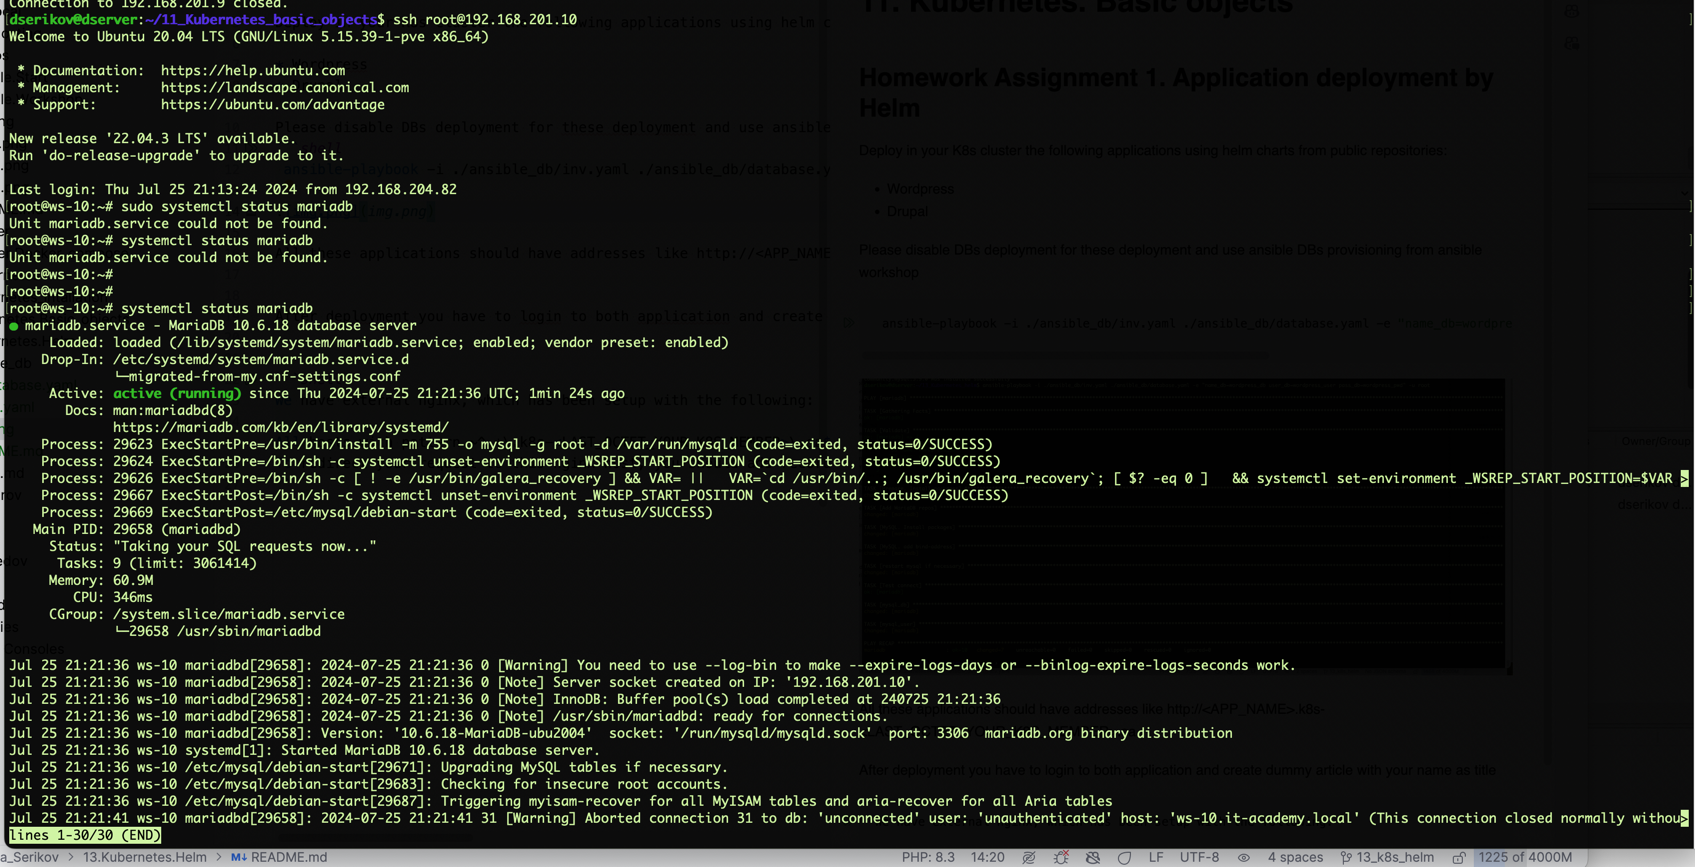 Connection to 192.168.201.9 closed.
dserikov@dserver:~/11_Kubernetes_basic_objects$ ssh root@192.168.201.10
Welcome to Ubuntu 20.04 LTS (GNU/Linux 5.15.39-1-pve x86_64)
* Documentation:  https://help.ubuntu.com
* Management:     https://landscape.canonical.com
* Support:        https://ubuntu.com/advantage
New release '22.04.3 LTS' available.
Run 'do-release-upgrade' to upgrade to it.
Last login: Thu Jul 25 21:13:24 2024 from 192.168.204.82
[root@ws-10:~# sudo systemctl status mariadb
Unit mariadb.service could not be found.
[root@ws-10:~# systemctl status mariadb
Unit mariadb.service could not be found.
[root@ws-10:~#
[root@ws-10:~#
[root@ws-10:~# systemctl status mariadb
● mariadb.service - MariaDB 10.6.18 database server
Loaded: loaded (/lib/systemd/system/mariadb.service; enabled; vendor preset: enabled)
Drop-In: /etc/systemd/system/mariadb.service.d
└─migrated-from-my.cnf-settings.conf
Active: active (running) since Thu 2024-07-25 21:21:36 UTC; 1min 24s ago
Docs: man:mariadbd(8)
https://mariadb.com/kb/en/library/systemd/
Process: 29623 ExecStartPre=/usr/bin/install -m 755 -o mysql -g root -d /var/run/mysqld (code=exited, status=0/SUCCESS)
Process: 29624 ExecStartPre=/bin/sh -c systemctl unset-environment _WSREP_START_POSITION (code=exited, status=0/SUCCESS)
Process: 29626 ExecStartPre=/bin/sh -c [ ! -e /usr/bin/galera_recovery ] && VAR= ||   VAR=`cd /usr/bin/..; /usr/bin/galera_recovery`; [ $? -eq 0 ]   && systemctl set-environment _WSREP_START_POSITION=$VAR >
Process: 29667 ExecStartPost=/bin/sh -c systemctl unset-environment _WSREP_START_POSITION (code=exited, status=0/SUCCESS)
Process: 29669 ExecStartPost=/etc/mysql/debian-start (code=exited, status=0/SUCCESS)
Main PID: 29658 (mariadbd)
Status: "Taking your SQL requests now..."
Tasks: 9 (limit: 3061414)
Memory: 60.9M
CPU: 346ms
CGroup: /system.slice/mariadb.service
└─29658 /usr/sbin/mariadbd
Jul 25 21:21:36 ws-10 mariadbd[29658]: 2024-07-25 21:21:36 0 [Warning] You need to use --log-bin to make --expire-logs-days or --binlog-expire-logs-seconds work.
Jul 25 21:21:36 ws-10 mariadbd[29658]: 2024-07-25 21:21:36 0 [Note] Server socket created on IP: '192.168.201.10'.
Jul 25 21:21:36 ws-10 mariadbd[29658]: 2024-07-25 21:21:36 0 [Note] InnoDB: Buffer pool(s) load completed at 240725 21:21:36
Jul 25 21:21:36 ws-10 mariadbd[29658]: 2024-07-25 21:21:36 0 [Note] /usr/sbin/mariadbd: ready for connections.
Jul 25 21:21:36 ws-10 mariadbd[29658]: Version: '10.6.18-MariaDB-ubu2004'  socket: '/run/mysqld/mysqld.sock'  port: 3306  mariadb.org binary distribution
Jul 25 21:21:36 ws-10 systemd[1]: Started MariaDB 10.6.18 database server.
Jul 25 21:21:36 ws-10 /etc/mysql/debian-start[29671]: Upgrading MySQL tables if necessary.
Jul 25 21:21:36 ws-10 /etc/mysql/debian-start[29683]: Checking for insecure root accounts.
Jul 25 21:21:36 ws-10 /etc/mysql/debian-start[29687]: Triggering myisam-recover for all MyISAM tables and aria-recover for all Aria tables
Jul 25 21:21:41 ws-10 mariadbd[29658]: 2024-07-25 21:21:41 31 [Warning] Aborted connection 31 to db: 'unconnected' user: 'unauthenticated' host: 'ws-10.it-academy.local' (This connection closed normally withou>
lines 1-30/30 (END)
11. Kubernetes. Basic objects
Homework Assignment 1. Application deployment by
Helm
Deploy in your K8s cluster the following applications using helm charts from public repositories:
• Wordpress
• Drupal
Please disable DBs deployment for these deployment and use ansible DBs provisioning from ansible
workshop
ansible-playbook -i ./ansible_db/inv.yaml ./ansible_db/database.yaml -e "name_db=wordpre
these applications should have addresses like http://<APP_NAME>.k8s-
After deployment you have to login to both application and create dummy article with your name as title
a_Serikov > 13.Kubernetes.Helm > M↓ README.md
PHP: 8.3 14:20 LF UTF-8 4 spaces 13_k8s_helm 1225 of 4000M